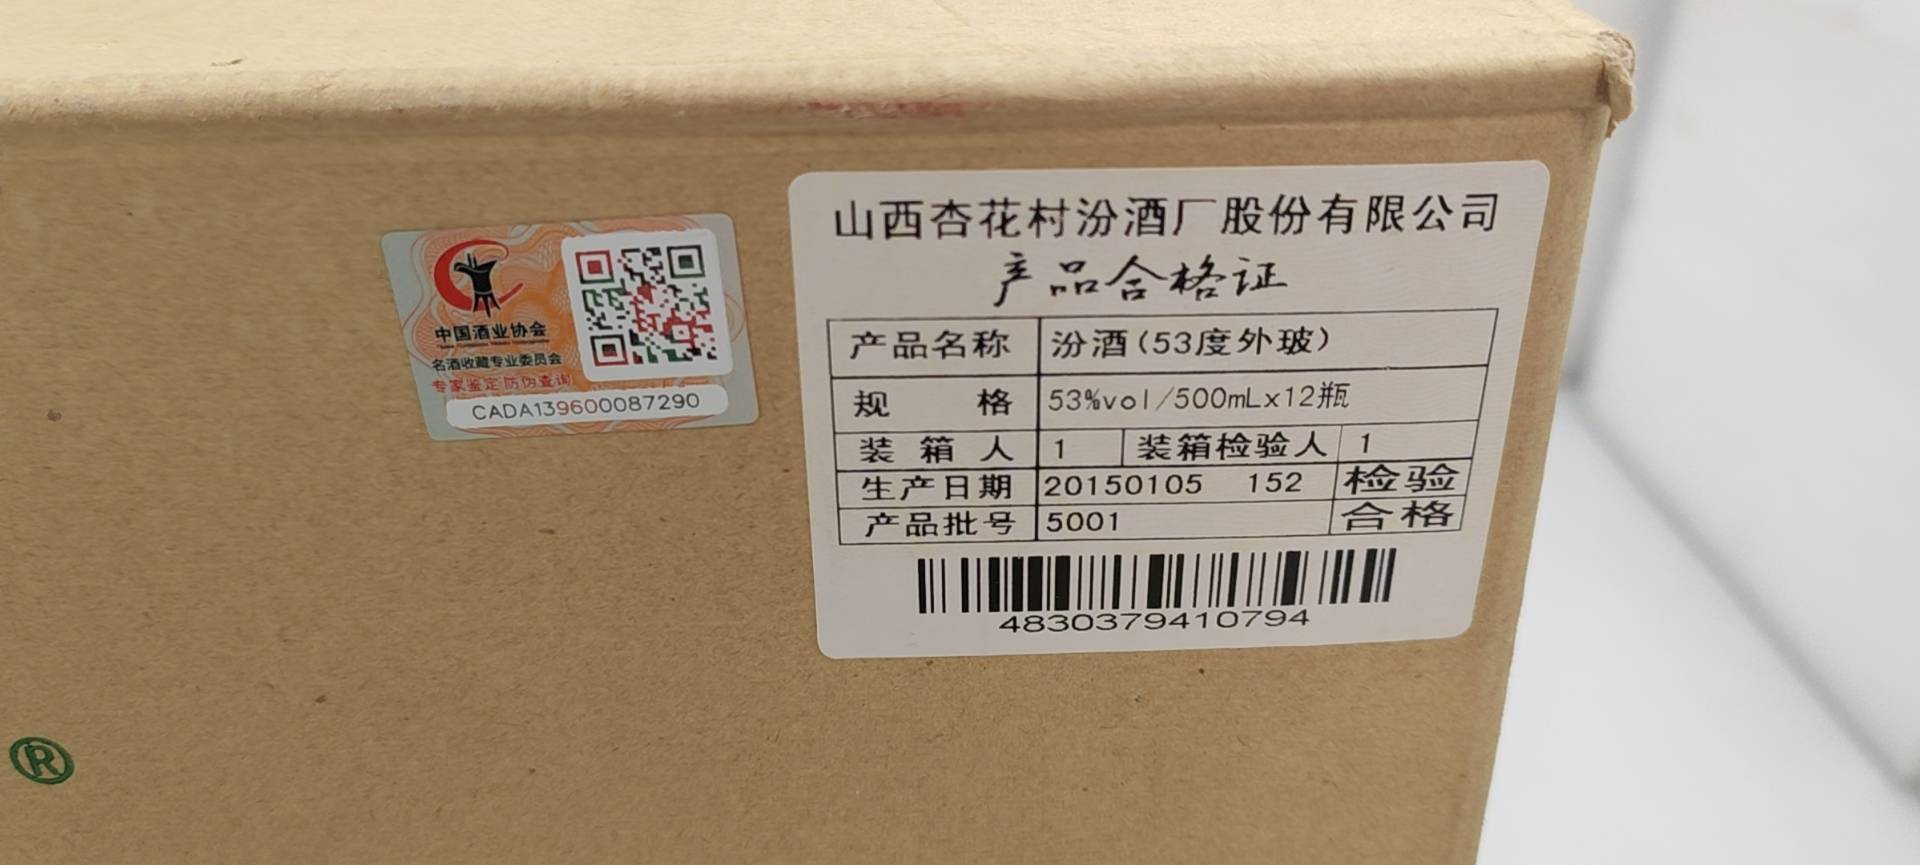 中国酒业协会
名酒收藏专业委员会
专家鉴定 防伪查询
CADA139600087290
山西杏花村汾酒厂股份有限公司
产品合格证
产品名称 汾酒(53度外玻)
规 格 53%vol/500mLx12瓶
装 箱 人 1 装箱检验人 1
生产日期 20150105 152 检验
产品批号 5001 合格
4830379410794
®